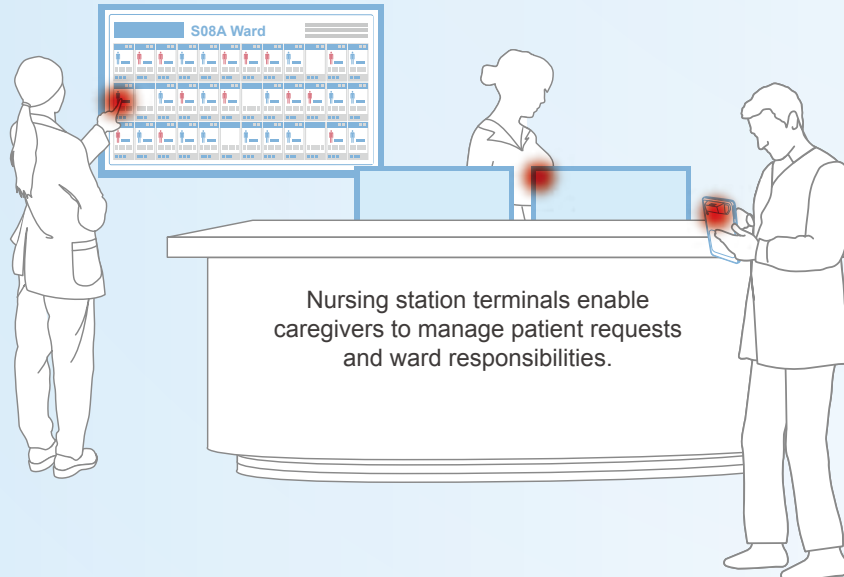 S08A Ward
Nursing station terminals enable
caregivers to manage patient requests
and ward responsibilities.